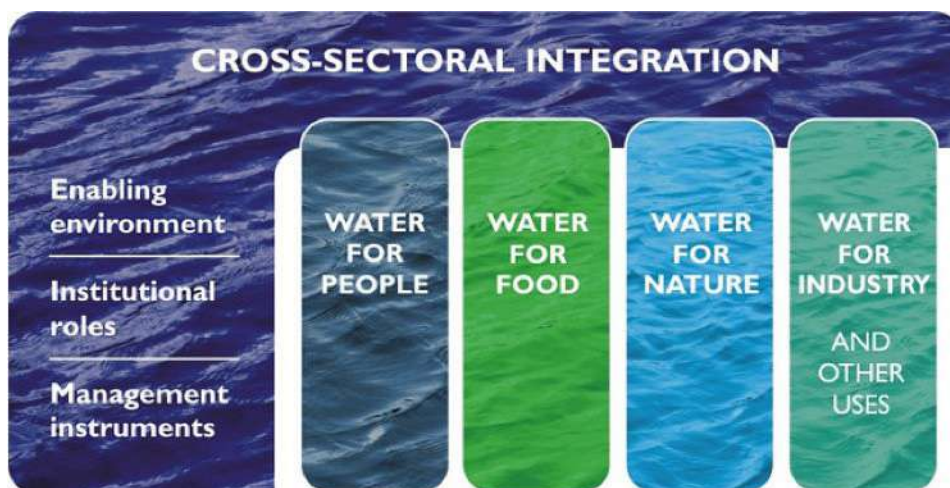 CROSS-SECTORAL INTEGRATION
Enabling
environment
Institutional
roles
Management
instruments
WATER
FOR
PEOPLE
WATER
FOR
FOOD
WATER
FOR
NATURE
WATER
FOR
INDUSTRY
AND
OTHER
USES